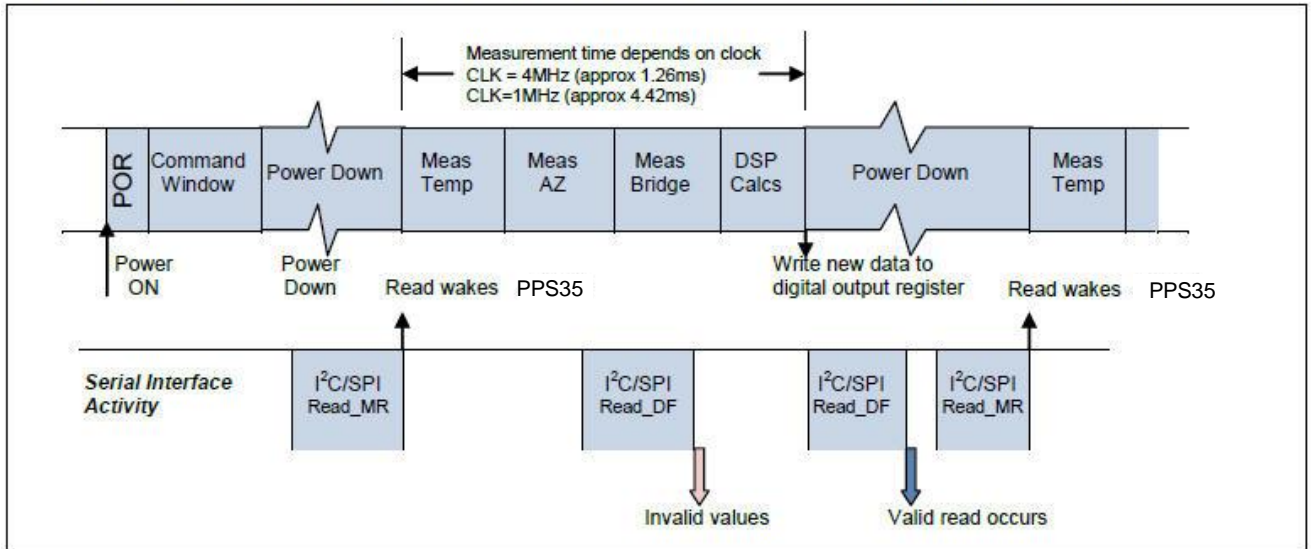 Measurement time depends on clock
CLK = 4MHz (approx 1.26ms)
CLK=1MHz (approx 4.42ms)
POR
Command
Window
Power Down
Meas
Temp
Meas
AZ
Meas
Bridge
DSP
Calcs
Power Down
Meas
Temp
Power
ON
Power
Down
Read wakes PPS35
Write new data to
digital output register
Read wakes PPS35
Serial Interface
Activity
I²C/SPI
Read_MR
I²C/SPI
Read_DF
I²C/SPI
Read_DF
I²C/SPI
Read_MR
Invalid values
Valid read occurs